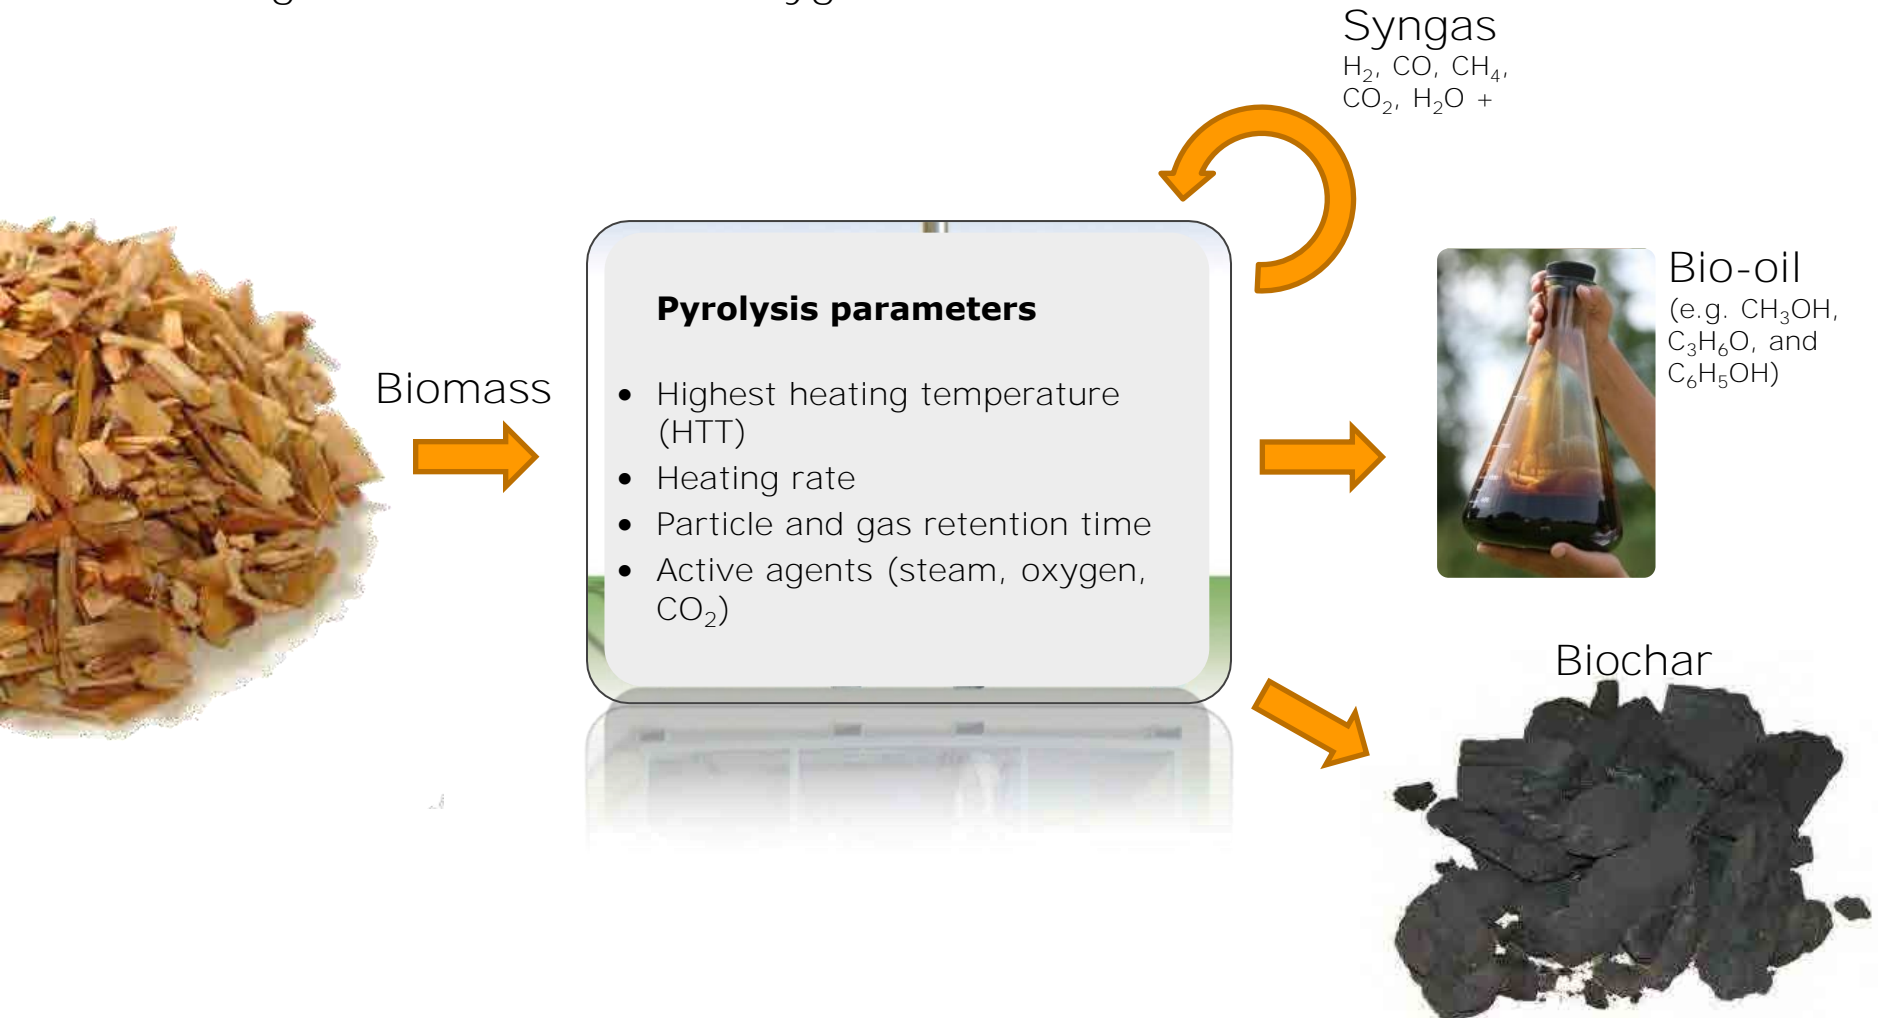 Syngas
H₂, CO, CH₄,
CO₂, H₂O +
Bio-oil
(e.g. CH₃OH,
C₃H₆O, and
C₆H₅OH)
Biomass
Pyrolysis parameters
• Highest heating temperature
(HTT)
• Heating rate
• Particle and gas retention time
• Active agents (steam, oxygen,
CO₂)
Biochar